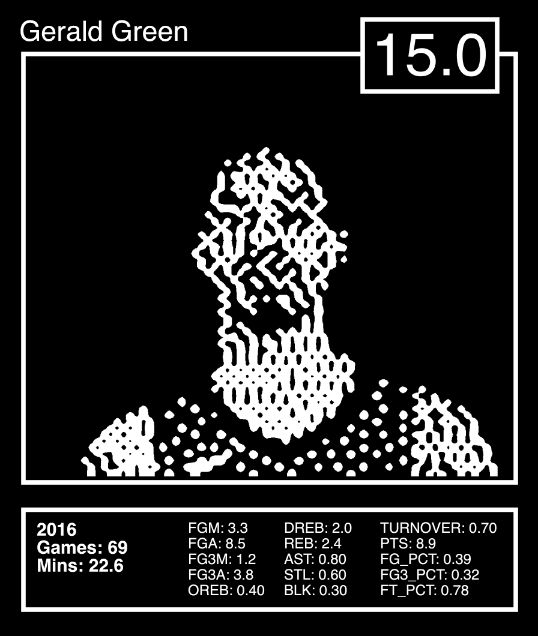 Gerald Green
15.0
2016
Games: 69
Mins: 22.6
FGM: 3.3
FGA: 8.5
FG3M: 1.2
FG3A: 3.8
OREB: 0.40
DREB: 2.0
REB: 2.4
AST: 0.80
STL: 0.60
BLK: 0.30
TURNOVER: 0.70
PTS: 8.9
FG_PCT: 0.39
FG3_PCT: 0.32
FT_PCT: 0.78